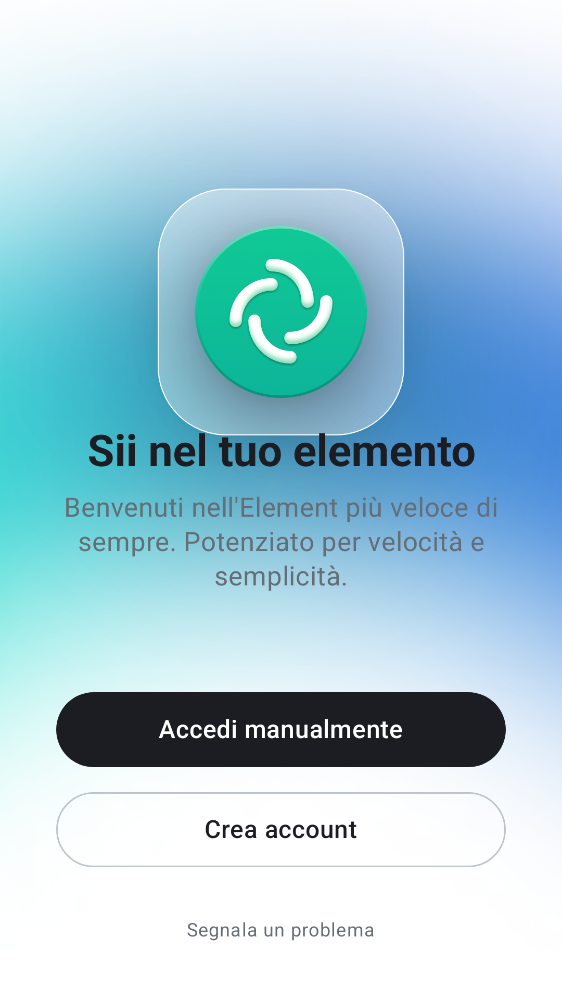 Sii nel tuo elemento
Benvenuti nell'Element più veloce di
sempre. Potenziato per velocità e
semplicità.
Accedi manualmente
Crea account
Segnala un problema